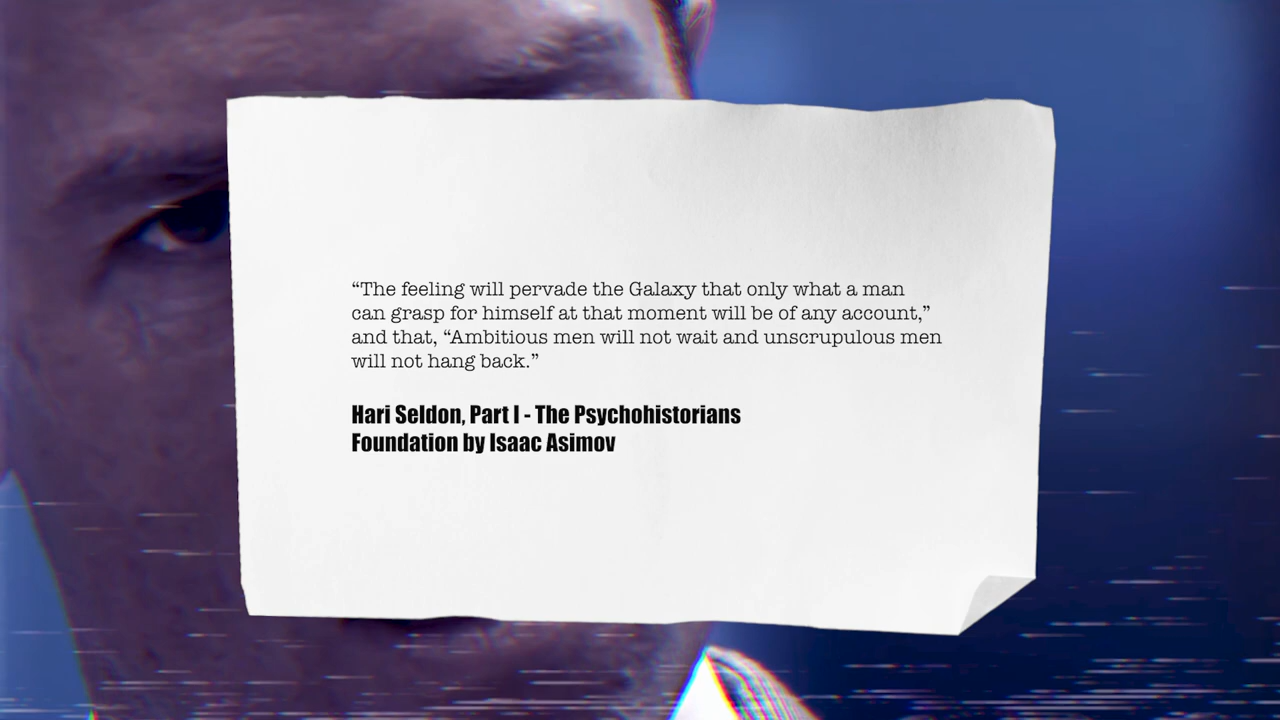 “The feeling will pervade the Galaxy that only what a man
can grasp for himself at that moment will be of any account,”
and that, “Ambitious men will not wait and unscrupulous men
will not hang back.”
Hari Seldon, Part I - The Psychohistorians
Foundation by Isaac Asimov